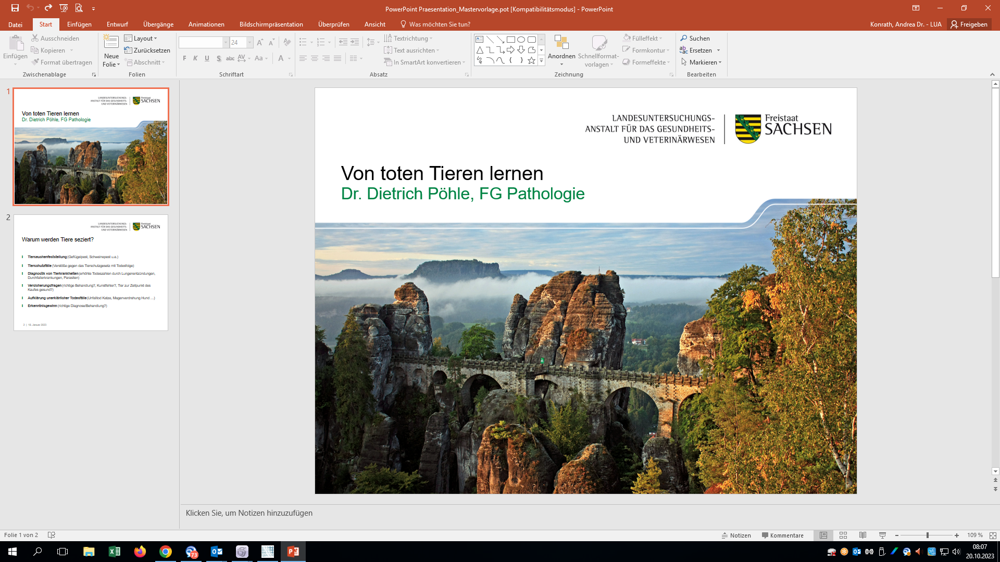 PowerPoint Praesentation_Mastervorlage.pot [Kompatibilitätsmodus] - PowerPoint
Datei Start Einfügen Entwurf Übergänge Animationen Bildschirmpräsentation Überprüfen Ansicht Was möchten Sie tun? Konrath, Andrea Dr. - LUA Freigeben
Einfügen
Ausschneiden
Kopieren
Format übertragen
Zwischenablage
Neue
Folie
Layout
Zurücksetzen
Abschnitt
Folien
24
F K U S abc AV Aa A
Schriftart
Textrichtung
Text ausrichten
In SmartArt konvertieren
Absatz
Anordnen
Schnellformat-
vorlagen
Fülleffekt
Formkontur
Formeffekte
Zeichnung
Suchen
Ersetzen
Markieren
Bearbeiten
1
LANDESUNTERSUCHUNGS-
ANSTALT FÜR DAS GESUNDHEITS-
UND VETERINÄRWESEN
Freistaat
SACHSEN
Von toten Tieren lernen
Dr. Dietrich Pöhle, FG Pathologie
2
LANDESUNTERSUCHUNGS-
ANSTALT FÜR DAS GESUNDHEITS-
UND VETERINÄRWESEN
Freistaat
SACHSEN
Warum werden Tiere seziert?
Tierseuchenfeststellung (Geflügelpest, Schweinepest u.a.)
Tierschutzfälle (Verstöße gegen das Tierschutzgesetz mit Todesfolge)
Diagnostik von Tierkrankheiten (erhöhte Todeszahlen durch Lungenentzündungen,
Durchfallerkrankungen, Parasiten)
Versicherungsfragen (richtige Behandlung?, Kunstfehler?, Tier zur Zeitpunkt des
Kaufes gesund?)
Aufklärung unerklärlicher Todesfälle (Unfalltod Katze, Magenverdrehung Hund ...)
Erkenntnisgewinn (richtige Diagnose/Behandlung?)
2 | 18. Januar 2023
LANDESUNTERSUCHUNGS-
ANSTALT FÜR DAS GESUNDHEITS-
UND VETERINÄRWESEN
Freistaat
SACHSEN
Von toten Tieren lernen
Dr. Dietrich Pöhle, FG Pathologie
Klicken Sie, um Notizen hinzuzufügen
Folie 1 von 2 Notizen Kommentare 109 %
73
08:07
20.10.2023